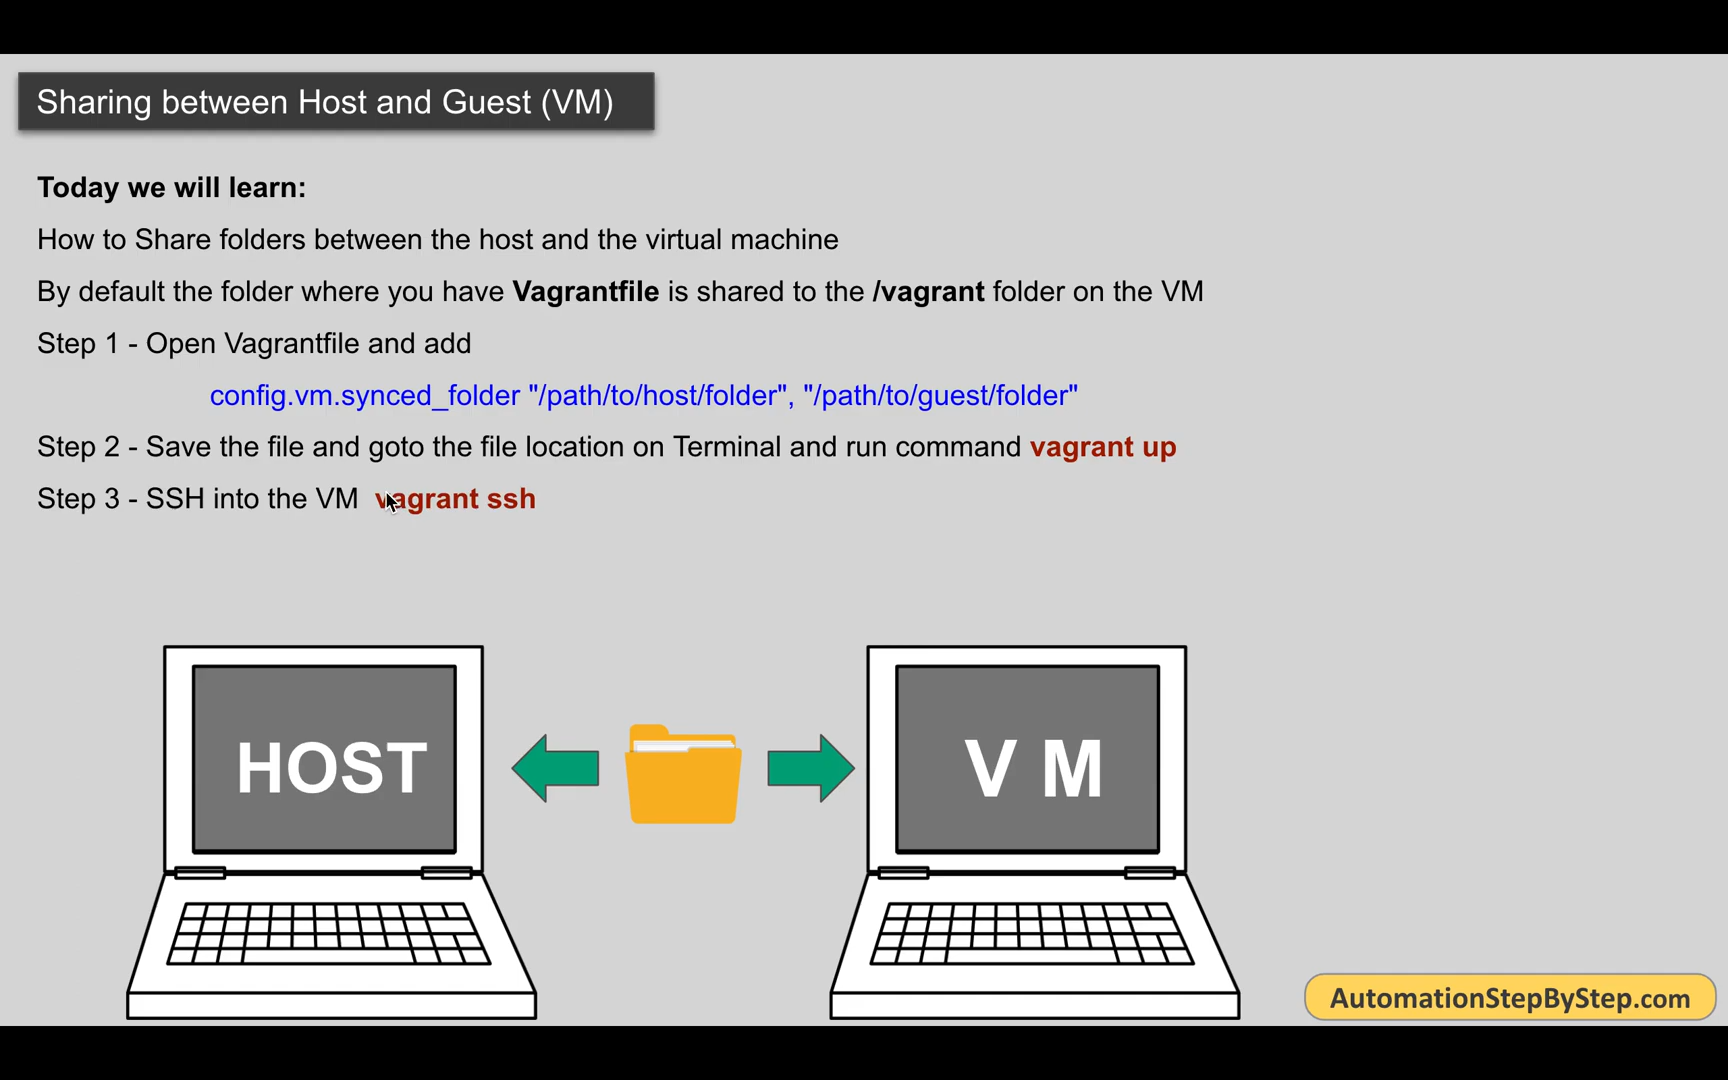 Sharing between Host and Guest (VM)
Today we will learn:
How to Share folders between the host and the virtual machine
By default the folder where you have Vagrantfile is shared to the /vagrant folder on the VM
Step 1 - Open Vagrantfile and add
config.vm.synced_folder "/path/to/host/folder", "/path/to/guest/folder"
Step 2 - Save the file and goto the file location on Terminal and run command vagrant up
Step 3 - SSH into the VM vagrant ssh
HOST
V M
AutomationStepByStep.com